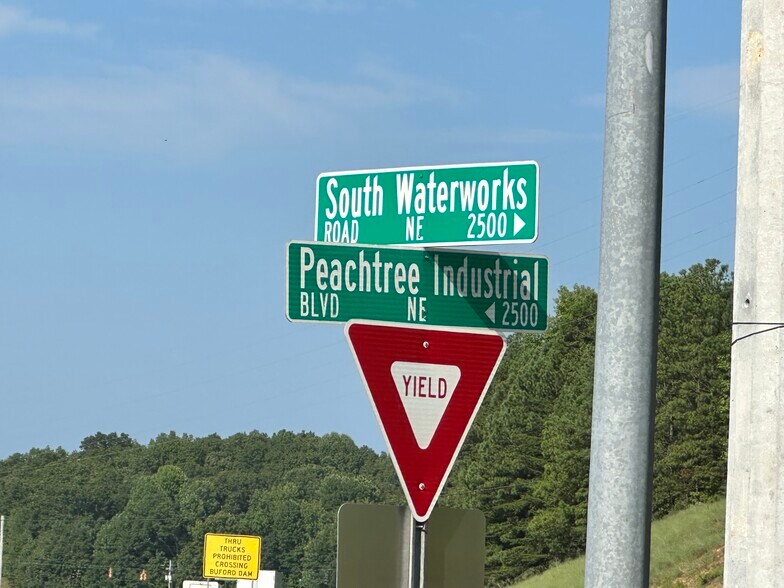 South Waterworks
ROAD NE 2500 ▶
Peachtree Industrial
BLVD NE ◀ 2500
YIELD
THRU
TRUCKS
PROHIBITED
CROSSING
BUFORD DAM